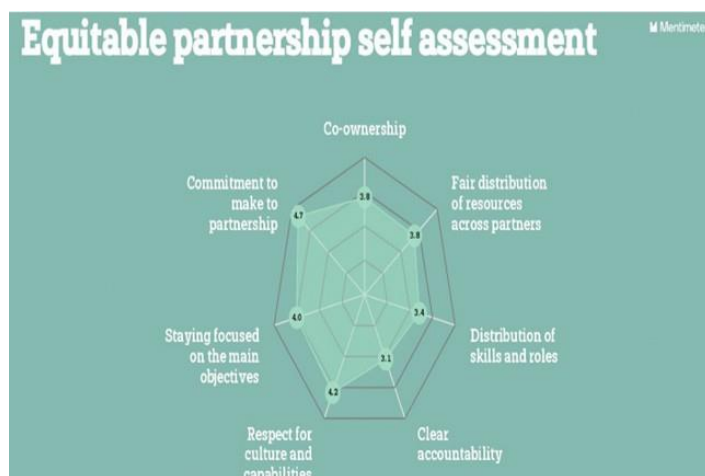 Equitable partnership self assessment
Mentimeter
Co-ownership
Commitment to
make to
partnership
Fair distribution
of resources
across partners
4.7
3.8
3.8
Staying focused
on the main
objectives
4.0
3.4
Distribution of
skills and roles
3.1
4.2
Respect for
culture and
capabilities
Clear
accountability